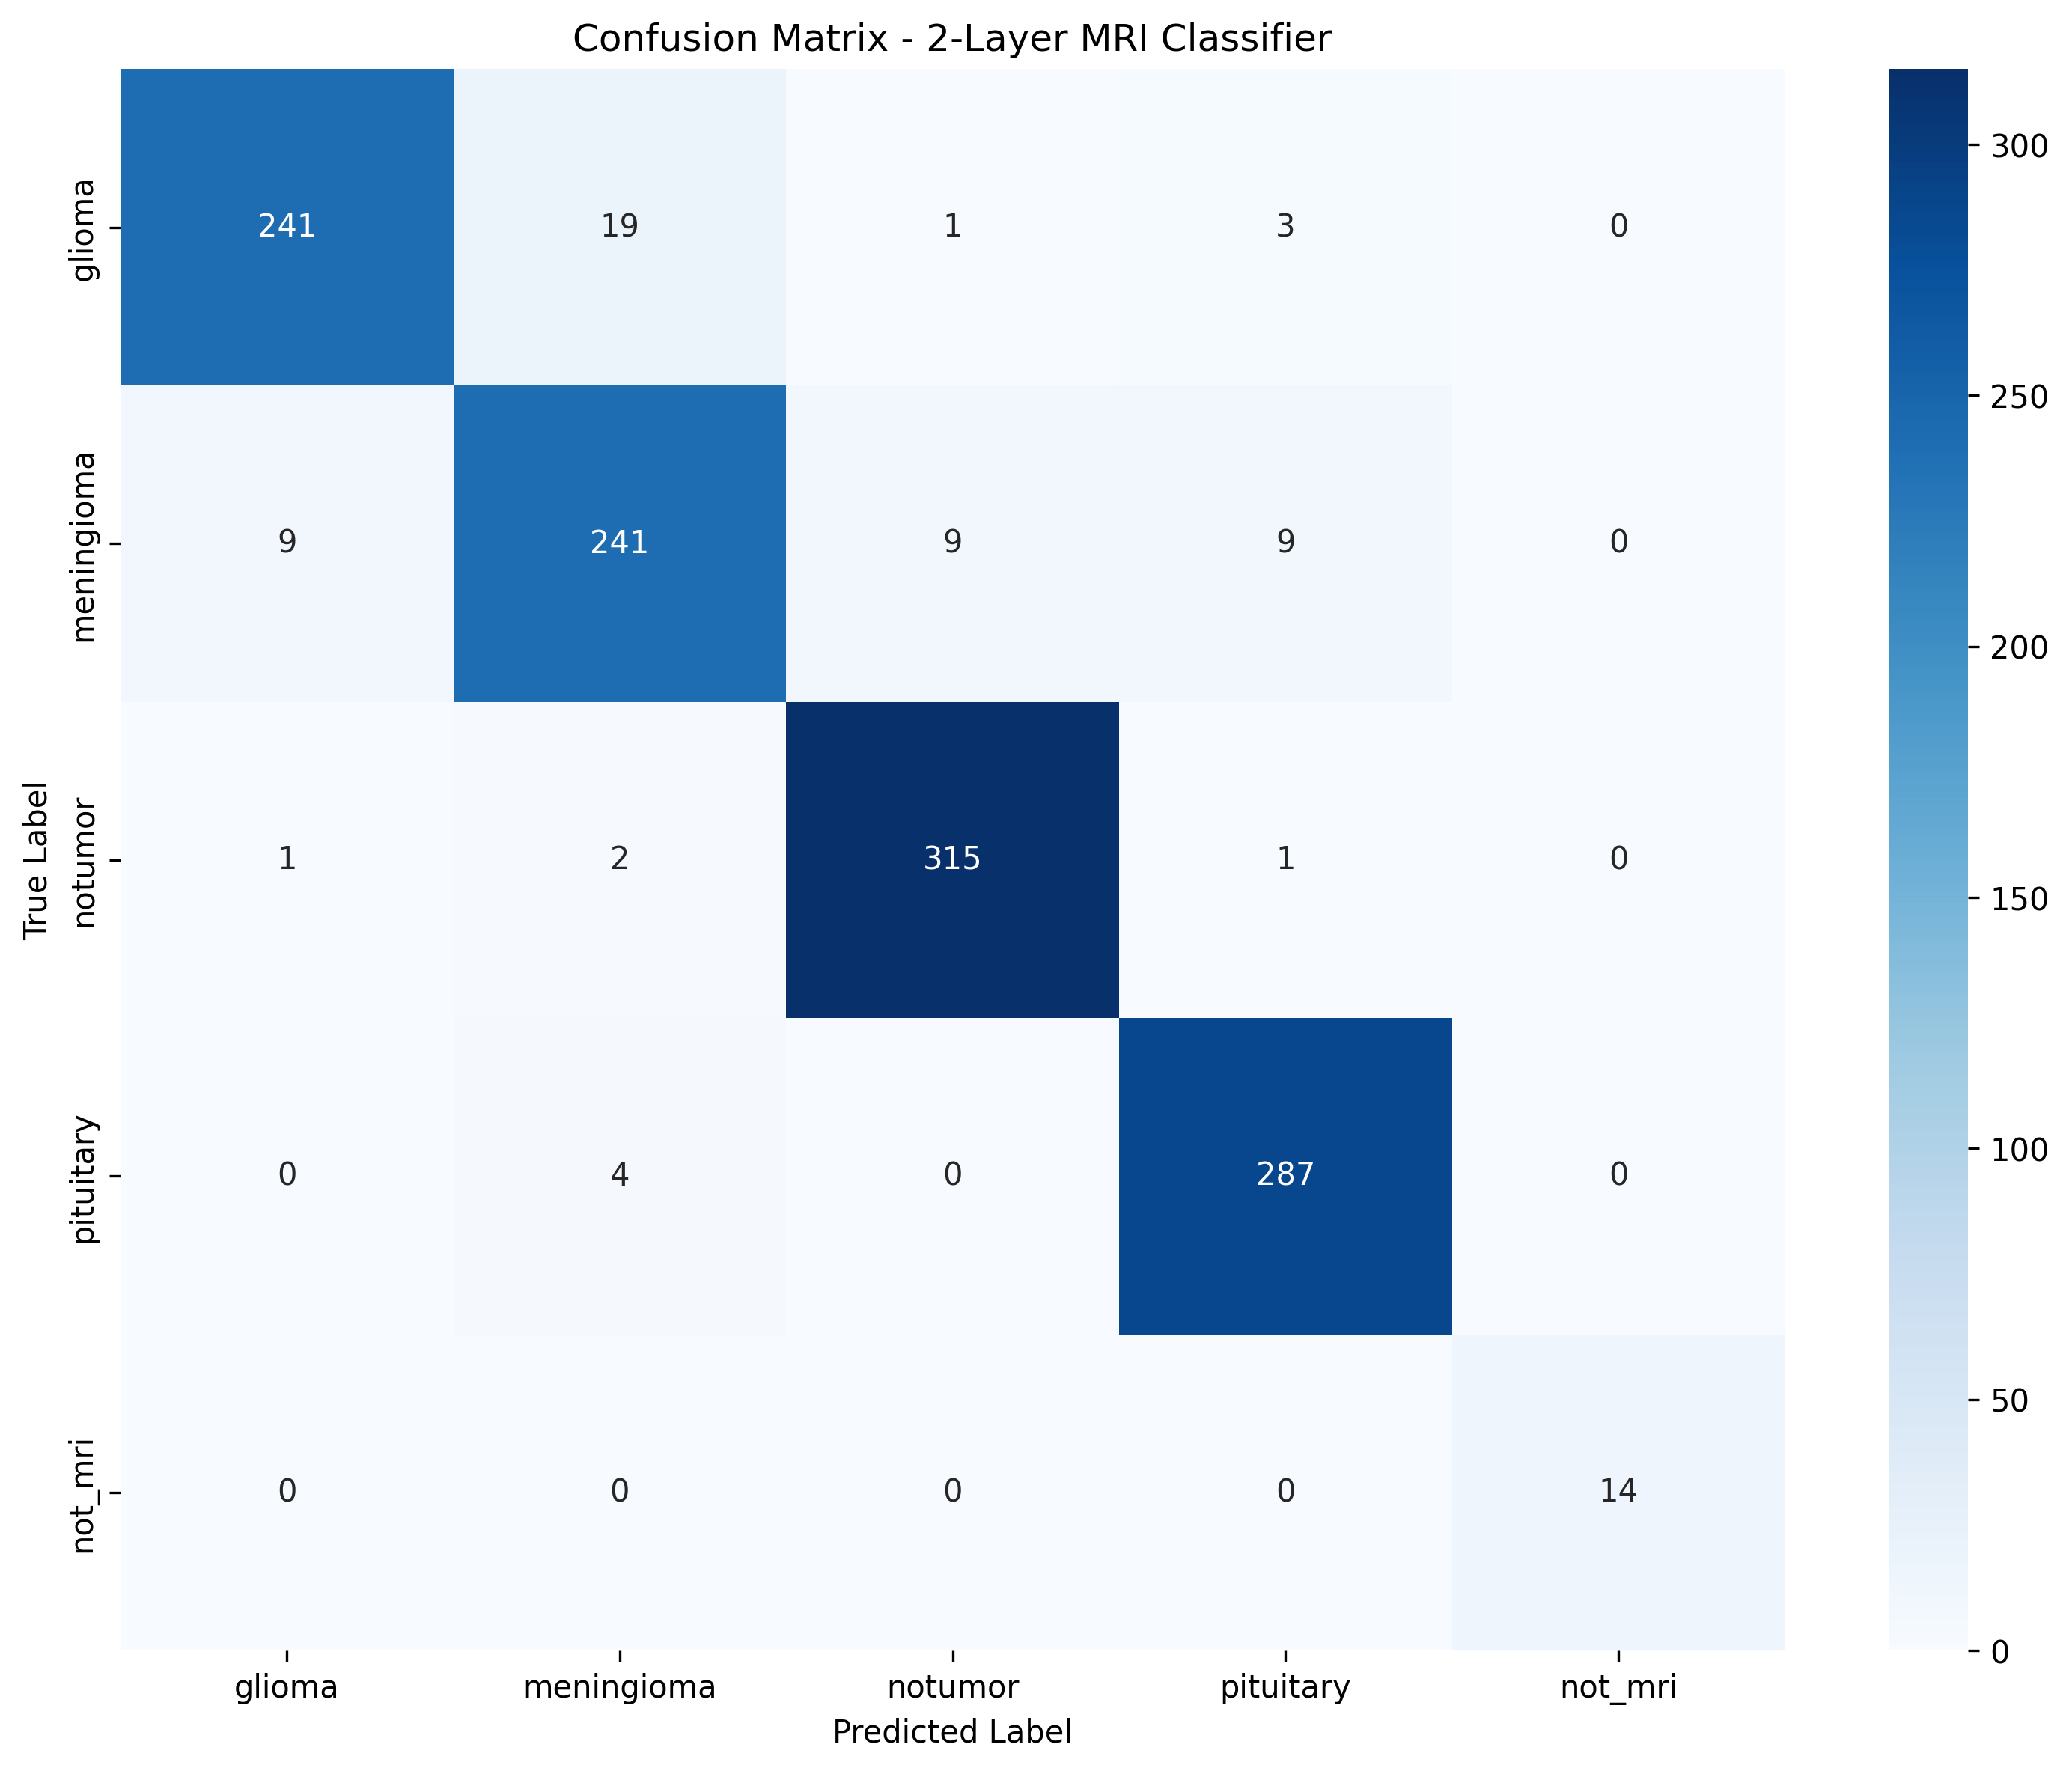 Confusion Matrix - 2-Layer MRI Classifier
True Label
glioma
241 19 1 3 0
meningioma
9 241 9 9 0
notumor
1 2 315 1 0
pituitary
0 4 0 287 0
not_mri
0 0 0 0 14
glioma meningioma notumor pituitary not_mri
Predicted Label
300
250
200
150
100
50
0